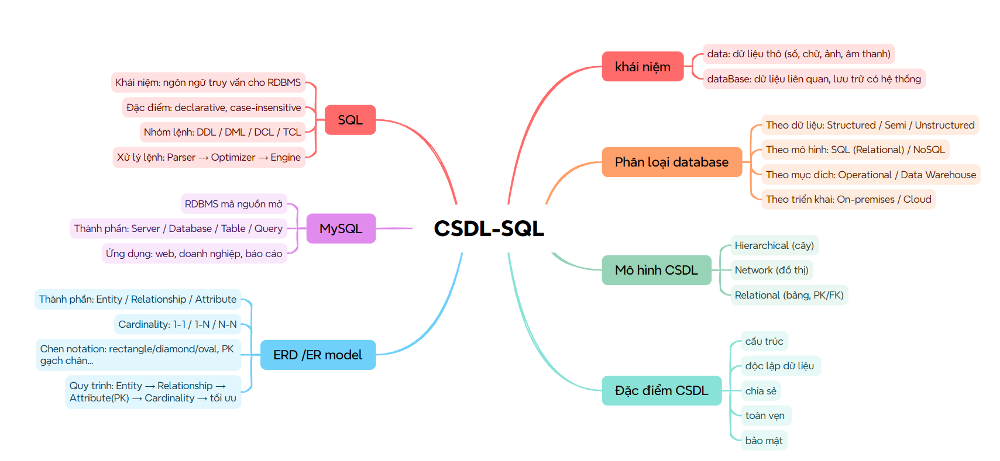 CSDL-SQL
khái niệm
data: dữ liệu thô (số, chữ, ảnh, âm thanh)
dataBase: dữ liệu liên quan, lưu trữ có hệ thống
Phân loại database
Theo dữ liệu: Structured / Semi / Unstructured
Theo mô hình: SQL (Relational) / NoSQL
Theo mục đích: Operational / Data Warehouse
Theo triển khai: On-premises / Cloud
Mô hình CSDL
Hierarchical (cây)
Network (đồ thị)
Relational (bảng, PK/FK)
Đặc điểm CSDL
cấu trúc
độc lập dữ liệu
chia sẻ
toàn vẹn
bảo mật
SQL
Khái niệm: ngôn ngữ truy vấn cho RDBMS
Đặc điểm: declarative, case-insensitive
Nhóm lệnh: DDL / DML / DCL / TCL
Xử lý lệnh: Parser → Optimizer → Engine
MySQL
RDBMS mã nguồn mở
Thành phần: Server / Database / Table / Query
Ứng dụng: web, doanh nghiệp, báo cáo
ERD /ER model
Thành phần: Entity / Relationship / Attribute
Cardinality: 1-1 / 1-N / N-N
Chen notation: rectangle/diamond/oval, PK
gạch chân...
Quy trình: Entity → Relationship →
Attribute(PK) → Cardinality → tối ưu